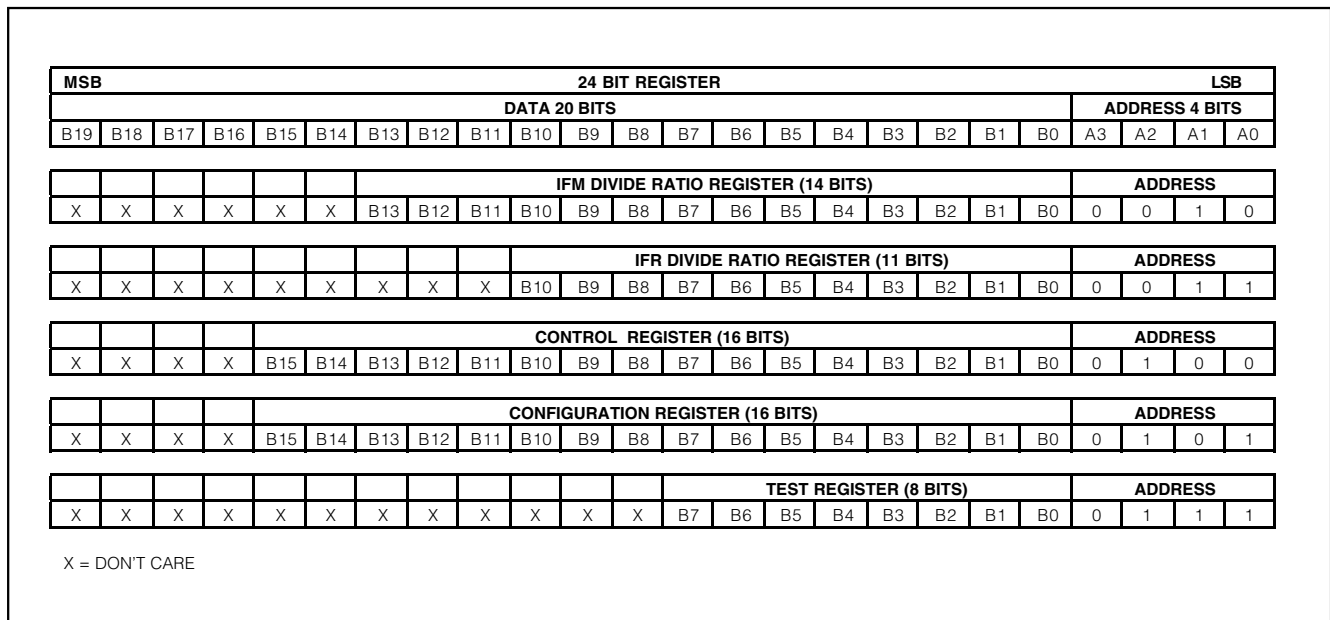 MSB 24 BIT REGISTER LSB
DATA 20 BITS ADDRESS 4 BITS
B19 B18 B17 B16 B15 B14 B13 B12 B11 B10 B9 B8 B7 B6 B5 B4 B3 B2 B1 B0 A3 A2 A1 A0
IFM DIVIDE RATIO REGISTER (14 BITS) ADDRESS
X X X X X X B13 B12 B11 B10 B9 B8 B7 B6 B5 B4 B3 B2 B1 B0 0 0 1 0
IFR DIVIDE RATIO REGISTER (11 BITS) ADDRESS
X X X X X X X X X B10 B9 B8 B7 B6 B5 B4 B3 B2 B1 B0 0 0 1 1
CONTROL REGISTER (16 BITS) ADDRESS
X X X X B15 B14 B13 B12 B11 B10 B9 B8 B7 B6 B5 B4 B3 B2 B1 B0 0 1 0 0
CONFIGURATION REGISTER (16 BITS) ADDRESS
X X X X B15 B14 B13 B12 B11 B10 B9 B8 B7 B6 B5 B4 B3 B2 B1 B0 0 1 0 1
TEST REGISTER (8 BITS) ADDRESS
X X X X X X X X X X X X B7 B6 B5 B4 B3 B2 B1 B0 0 1 1 1
X = DON'T CARE